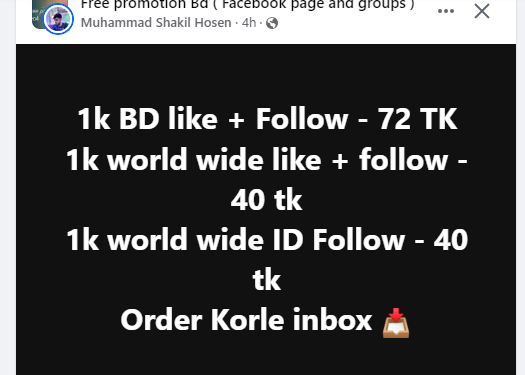 Free promotion Bd ( Facebook page and groups )
Muhammad Shakil Hosen · 4h ·
1k BD like + Follow - 72 TK
1k world wide like + follow -
40 tk
1k world wide ID Follow - 40
tk
Order Korle inbox 📥